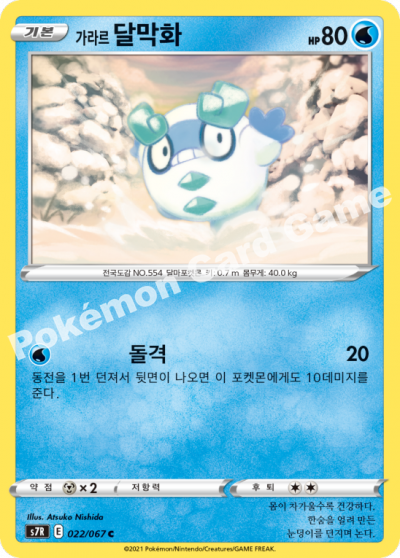 기본 가라르 달막화 HP 80
전국도감 NO.554 달마포켓몬 키: 0.7 m 몸무게: 40.0 kg
Pokémon Card Game
돌격 20
동전을 1번 던져서 뒷면이 나오면 이 포켓몬에게도 10데미지를
준다.
약점 ×2 저항력 후퇴
몸이 차가울수록 건강하다.
한숨을 얼려 만든
눈덩이를 던지며 논다.
Illus. Atsuko Nishida
s7R E 022/067 C
©2021 Pokémon/Nintendo/Creatures/GAME FREAK.